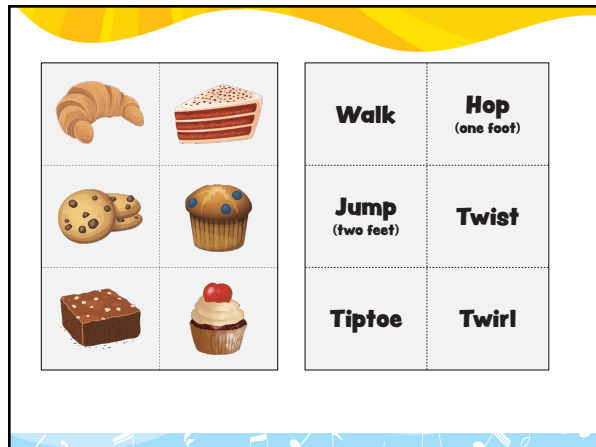 Walk
Hop
(one foot)
Jump
(two feet)
Twist
Tiptoe
Twirl